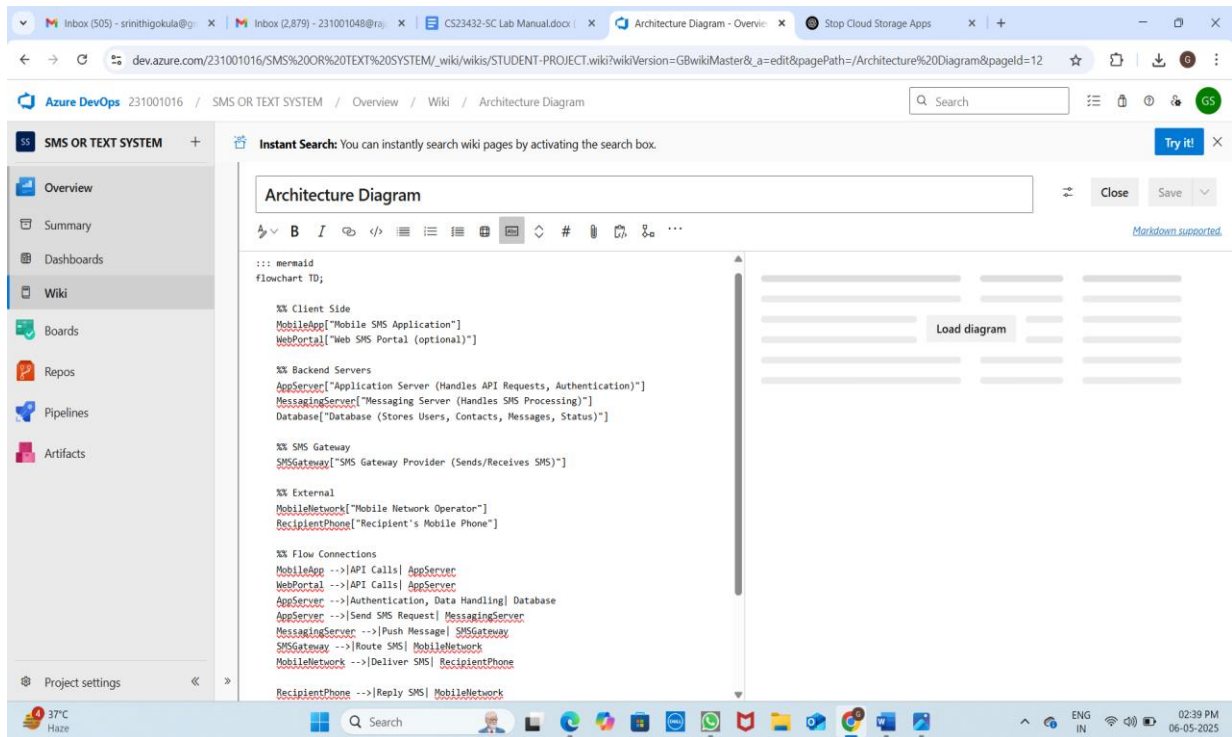 Inbox (505) - srinithigokula@gm
Inbox (2,879) - 231001048@raj
CS23432-SC Lab Manual.docx (
Architecture Diagram - Overvie
Stop Cloud Storage Apps
dev.azure.com/231001016/SMS%20OR%20TEXT%20SYSTEM/_wiki/wikis/STUDENT-PROJECT.wiki?wikiVersion=GBwikiMaster&_a=edit&pagePath=/Architecture%20Diagram&pageId=12
G
Azure DevOps 231001016 / SMS OR TEXT SYSTEM / Overview / Wiki / Architecture Diagram
Search
GS
SS SMS OR TEXT SYSTEM +
Instant Search: You can instantly search wiki pages by activating the search box.
Try it!
Overview
Summary
Dashboards
Wiki
Boards
Repos
Pipelines
Artifacts
Project settings
Architecture Diagram
Close
Save
B I </> # Abc ...
Markdown supported.
::: mermaid
flowchart TD;
%% Client Side
MobileApp["Mobile SMS Application"]
WebPortal["Web SMS Portal (optional)"]
%% Backend Servers
AppServer["Application Server (Handles API Requests, Authentication)"]
MessagingServer["Messaging Server (Handles SMS Processing)"]
Database["Database (Stores Users, Contacts, Messages, Status)"]
%% SMS Gateway
SMSGateway["SMS Gateway Provider (Sends/Receives SMS)"]
%% External
MobileNetwork["Mobile Network Operator"]
RecipientPhone["Recipient's Mobile Phone"]
%% Flow Connections
MobileApp -->|API Calls| AppServer
WebPortal -->|API Calls| AppServer
AppServer -->|Authentication, Data Handling| Database
AppServer -->|Send SMS Request| MessagingServer
MessagingServer -->|Push Message| SMSGateway
SMSGateway -->|Route SMS| MobileNetwork
MobileNetwork -->|Deliver SMS| RecipientPhone
RecipientPhone -->|Reply SMS| MobileNetwork
Load diagram
4
37°C
Haze
Search
ENG
IN
02:39 PM
06-05-2025